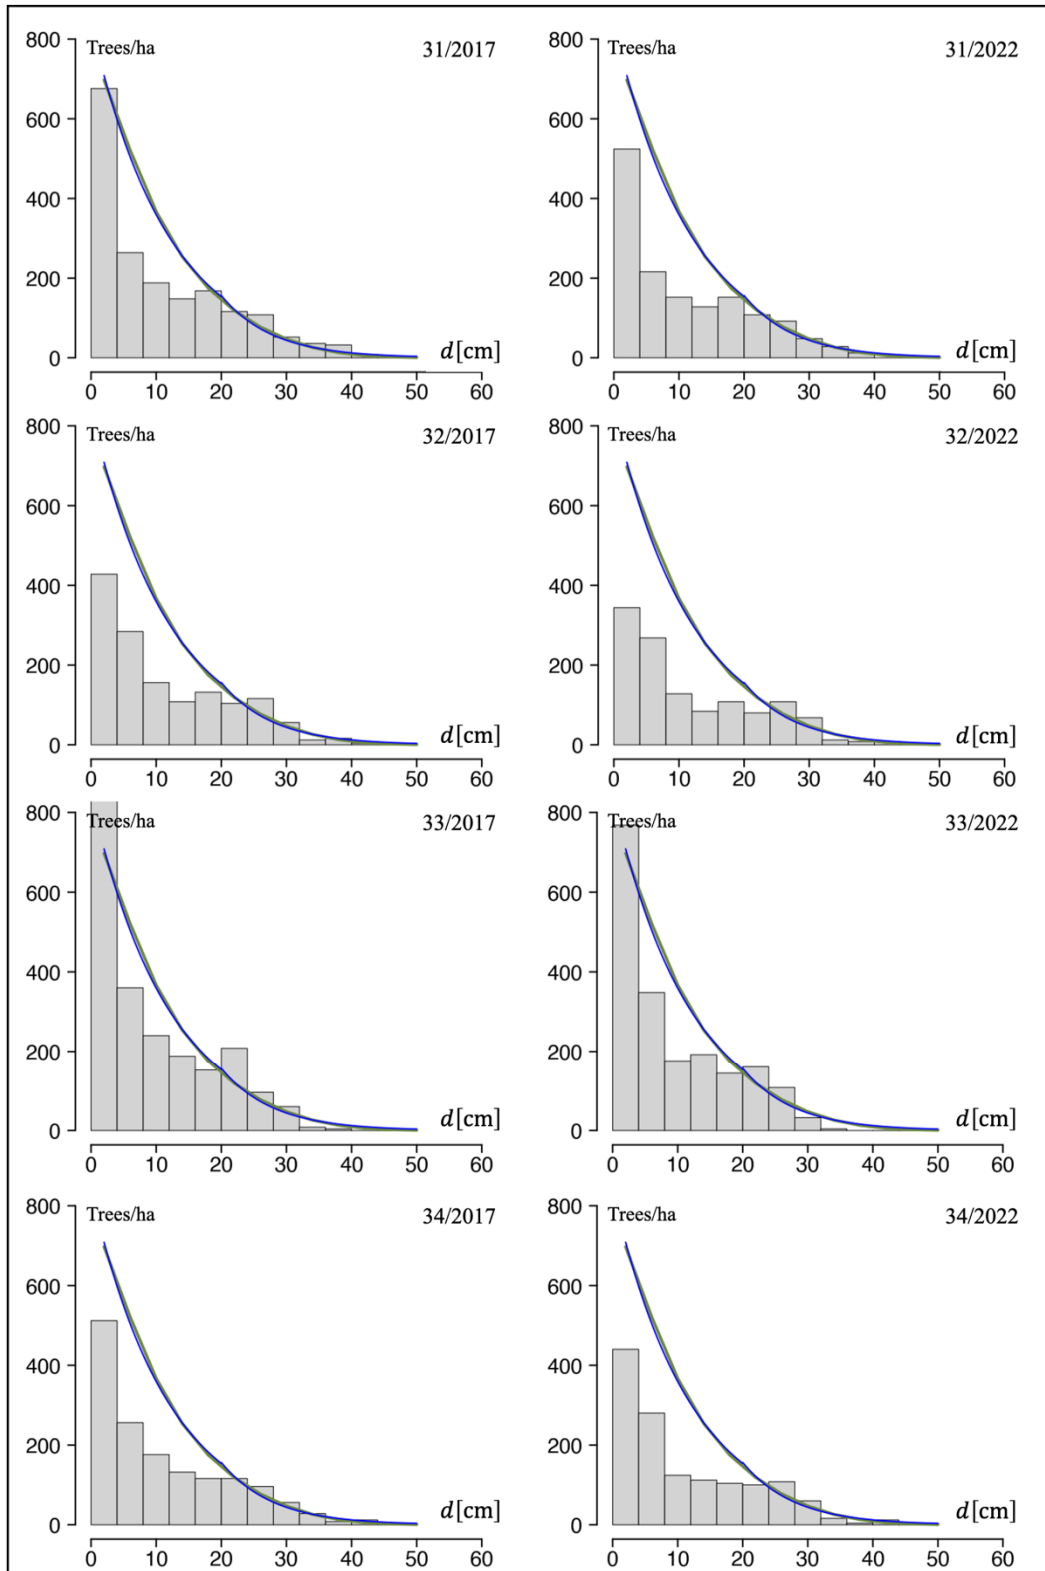 800 Trees/ha 31/2017
600
400
200
0 d[cm]
0 10 20 30 40 50 60
800 Trees/ha 31/2022
600
400
200
0 d[cm]
0 10 20 30 40 50 60
800 Trees/ha 32/2017
600
400
200
0 d[cm]
0 10 20 30 40 50 60
800 Trees/ha 32/2022
600
400
200
0 d[cm]
0 10 20 30 40 50 60
800 Trees/ha 33/2017
600
400
200
0 d[cm]
0 10 20 30 40 50 60
800 Trees/ha 33/2022
600
400
200
0 d[cm]
0 10 20 30 40 50 60
800 Trees/ha 34/2017
600
400
200
0 d[cm]
0 10 20 30 40 50 60
800 Trees/ha 34/2022
600
400
200
0 d[cm]
0 10 20 30 40 50 60